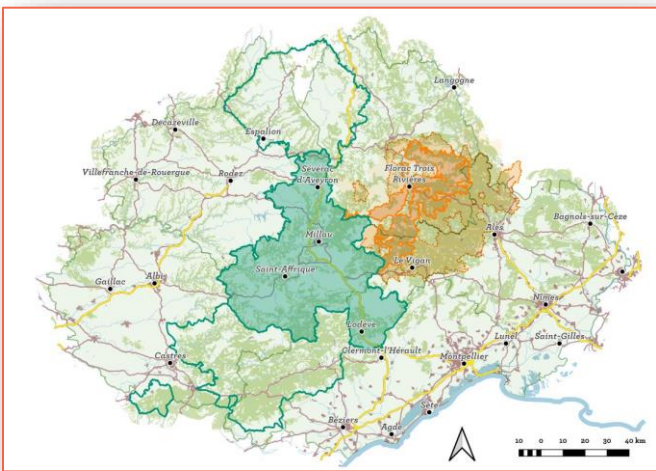 Langogne
Decazeville
Espalion
Villefranche-de-Rouergue
Rodez
Séverac
d'Aveyron
Florac Trois
Rivières
Bagnols-sur-Cèze
Millau
Alès
Saint-Affrique
Le Vigan
Gaillac
Albi
Nîmes
Lodève
Clermont-l'Hérault
Lunel
Saint-Gilles
Castres
Montpellier
Béziers
Agde
Sète
10 0 10 20 30 40 km